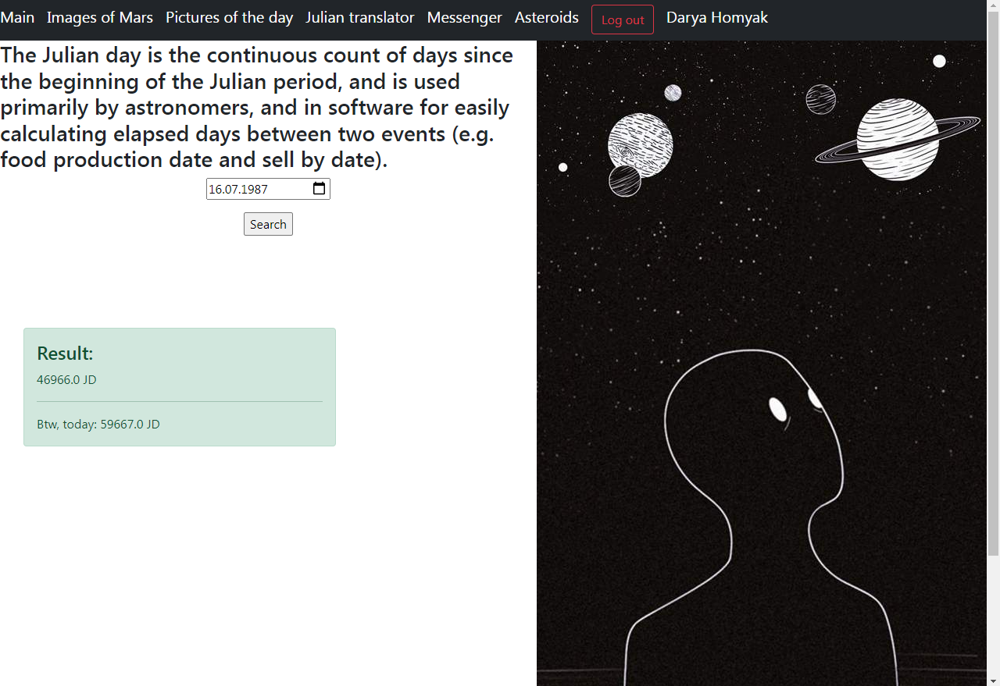 Main Images of Mars Pictures of the day Julian translator Messenger Asteroids Log out Darya Homyak
The Julian day is the continuous count of days since
the beginning of the Julian period, and is used
primarily by astronomers, and in software for easily
calculating elapsed days between two events (e.g.
food production date and sell by date).
16.07.1987
Search
Result:
46966.0 JD
Btw, today: 59667.0 JD